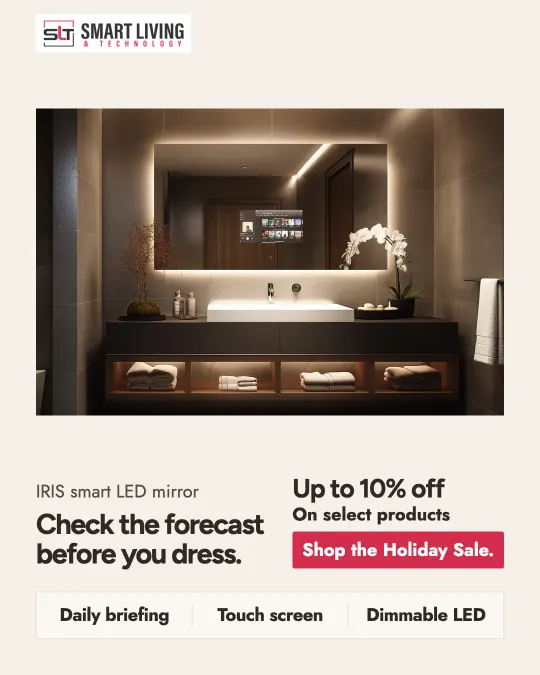 SLT SMART LIVING
& TECHNOLOGY
IRIS smart LED mirror
Check the forecast
before you dress.
Up to 10% off
On select products
Shop the Holiday Sale.
Daily briefing
Touch screen
Dimmable LED